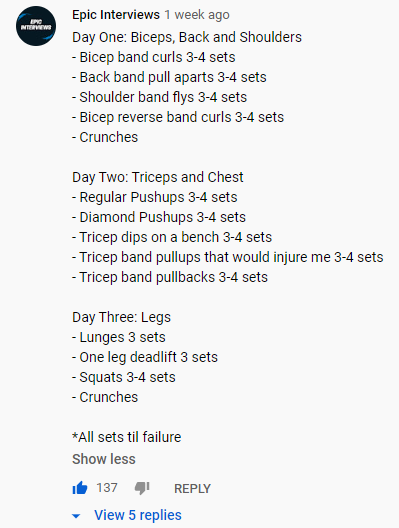 EPIC
INTERVIEWS
Epic Interviews 1 week ago
Day One: Biceps, Back and Shoulders
- Bicep band curls 3-4 sets
- Back band pull aparts 3-4 sets
- Shoulder band flys 3-4 sets
- Bicep reverse band curls 3-4 sets
- Crunches
Day Two: Triceps and Chest
- Regular Pushups 3-4 sets
- Diamond Pushups 3-4 sets
- Tricep dips on a bench 3-4 sets
- Tricep band pullups that would injure me 3-4 sets
- Tricep band pullbacks 3-4 sets
Day Three: Legs
- Lunges 3 sets
- One leg deadlift 3 sets
- Squats 3-4 sets
- Crunches
*All sets til failure
Show less
137 REPLY
View 5 replies